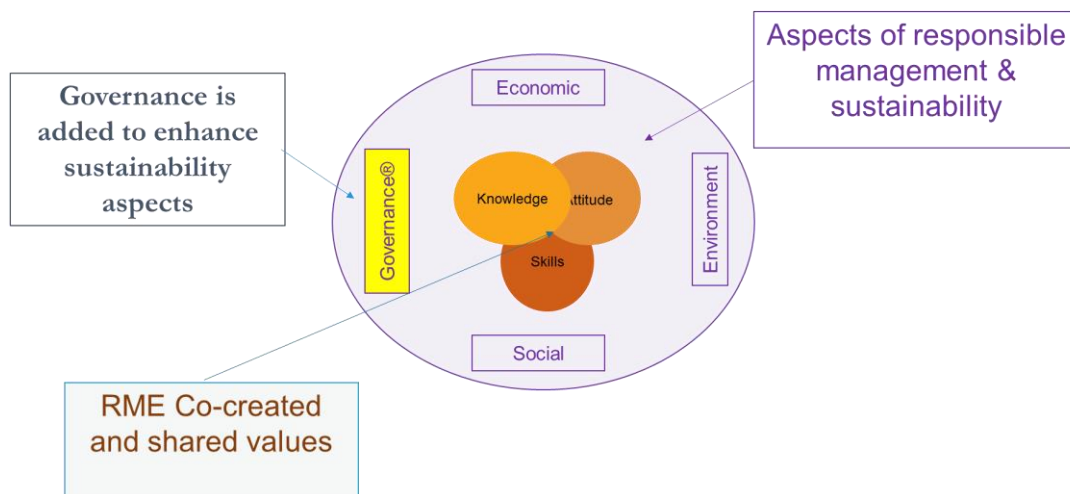 Aspects of responsible
management &
sustainability
Governance is
added to enhance
sustainability
aspects
Economic
Governance®
Knowledge
Attitude
Skills
Environment
Social
RME Co-created
and shared values